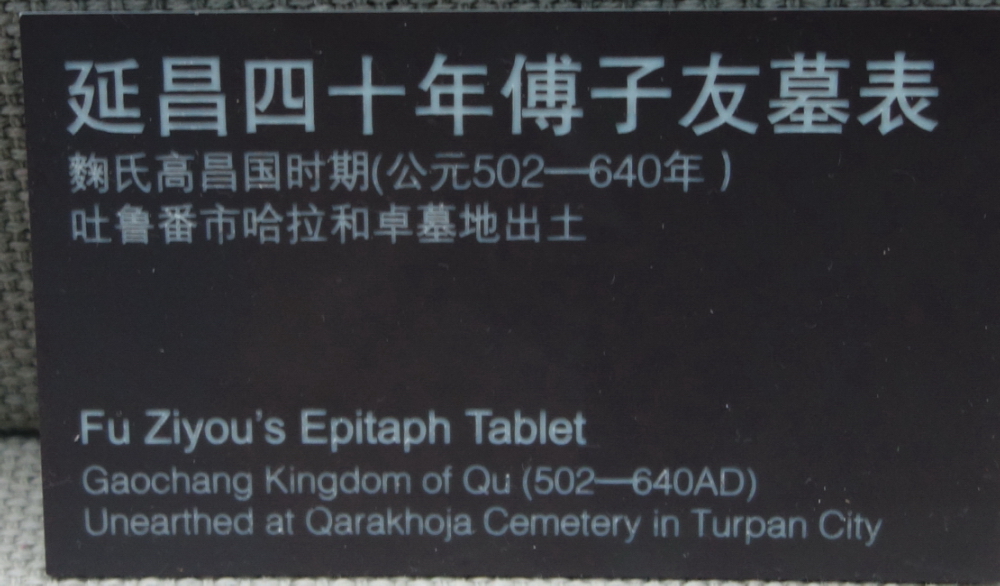 延昌四十年傅子友墓表
麴氏高昌国时期(公元502—640年)
吐鲁番市哈拉和卓墓地出土
Fu Ziyou's Epitaph Tablet
Gaochang Kingdom of Qu (502—640AD)
Unearthed at Qarakhoja Cemetery in Turpan City